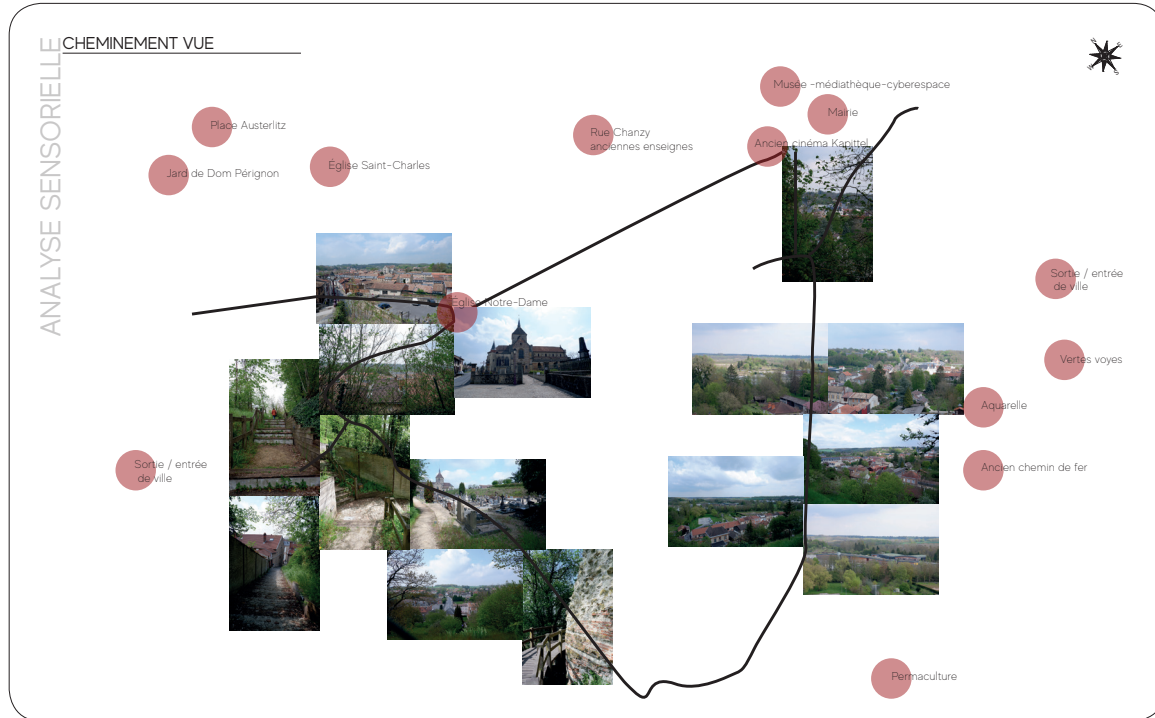 ANALYSE SENSORIELLE
CHEMINEMENT VUE
Musée -médiathèque-cyberespace
Mairie
Place Austerlitz
Rue Chanzy
anciennes enseignes
Ancien cinéma Kapittel
Église Saint-Charles
Jard de Dom Pérignon
Sortie / entrée
de ville
Église Notre-Dame
Vertes voyes
Aquarelle
Sortie / entrée
de ville
Ancien chemin de fer
Permaculture